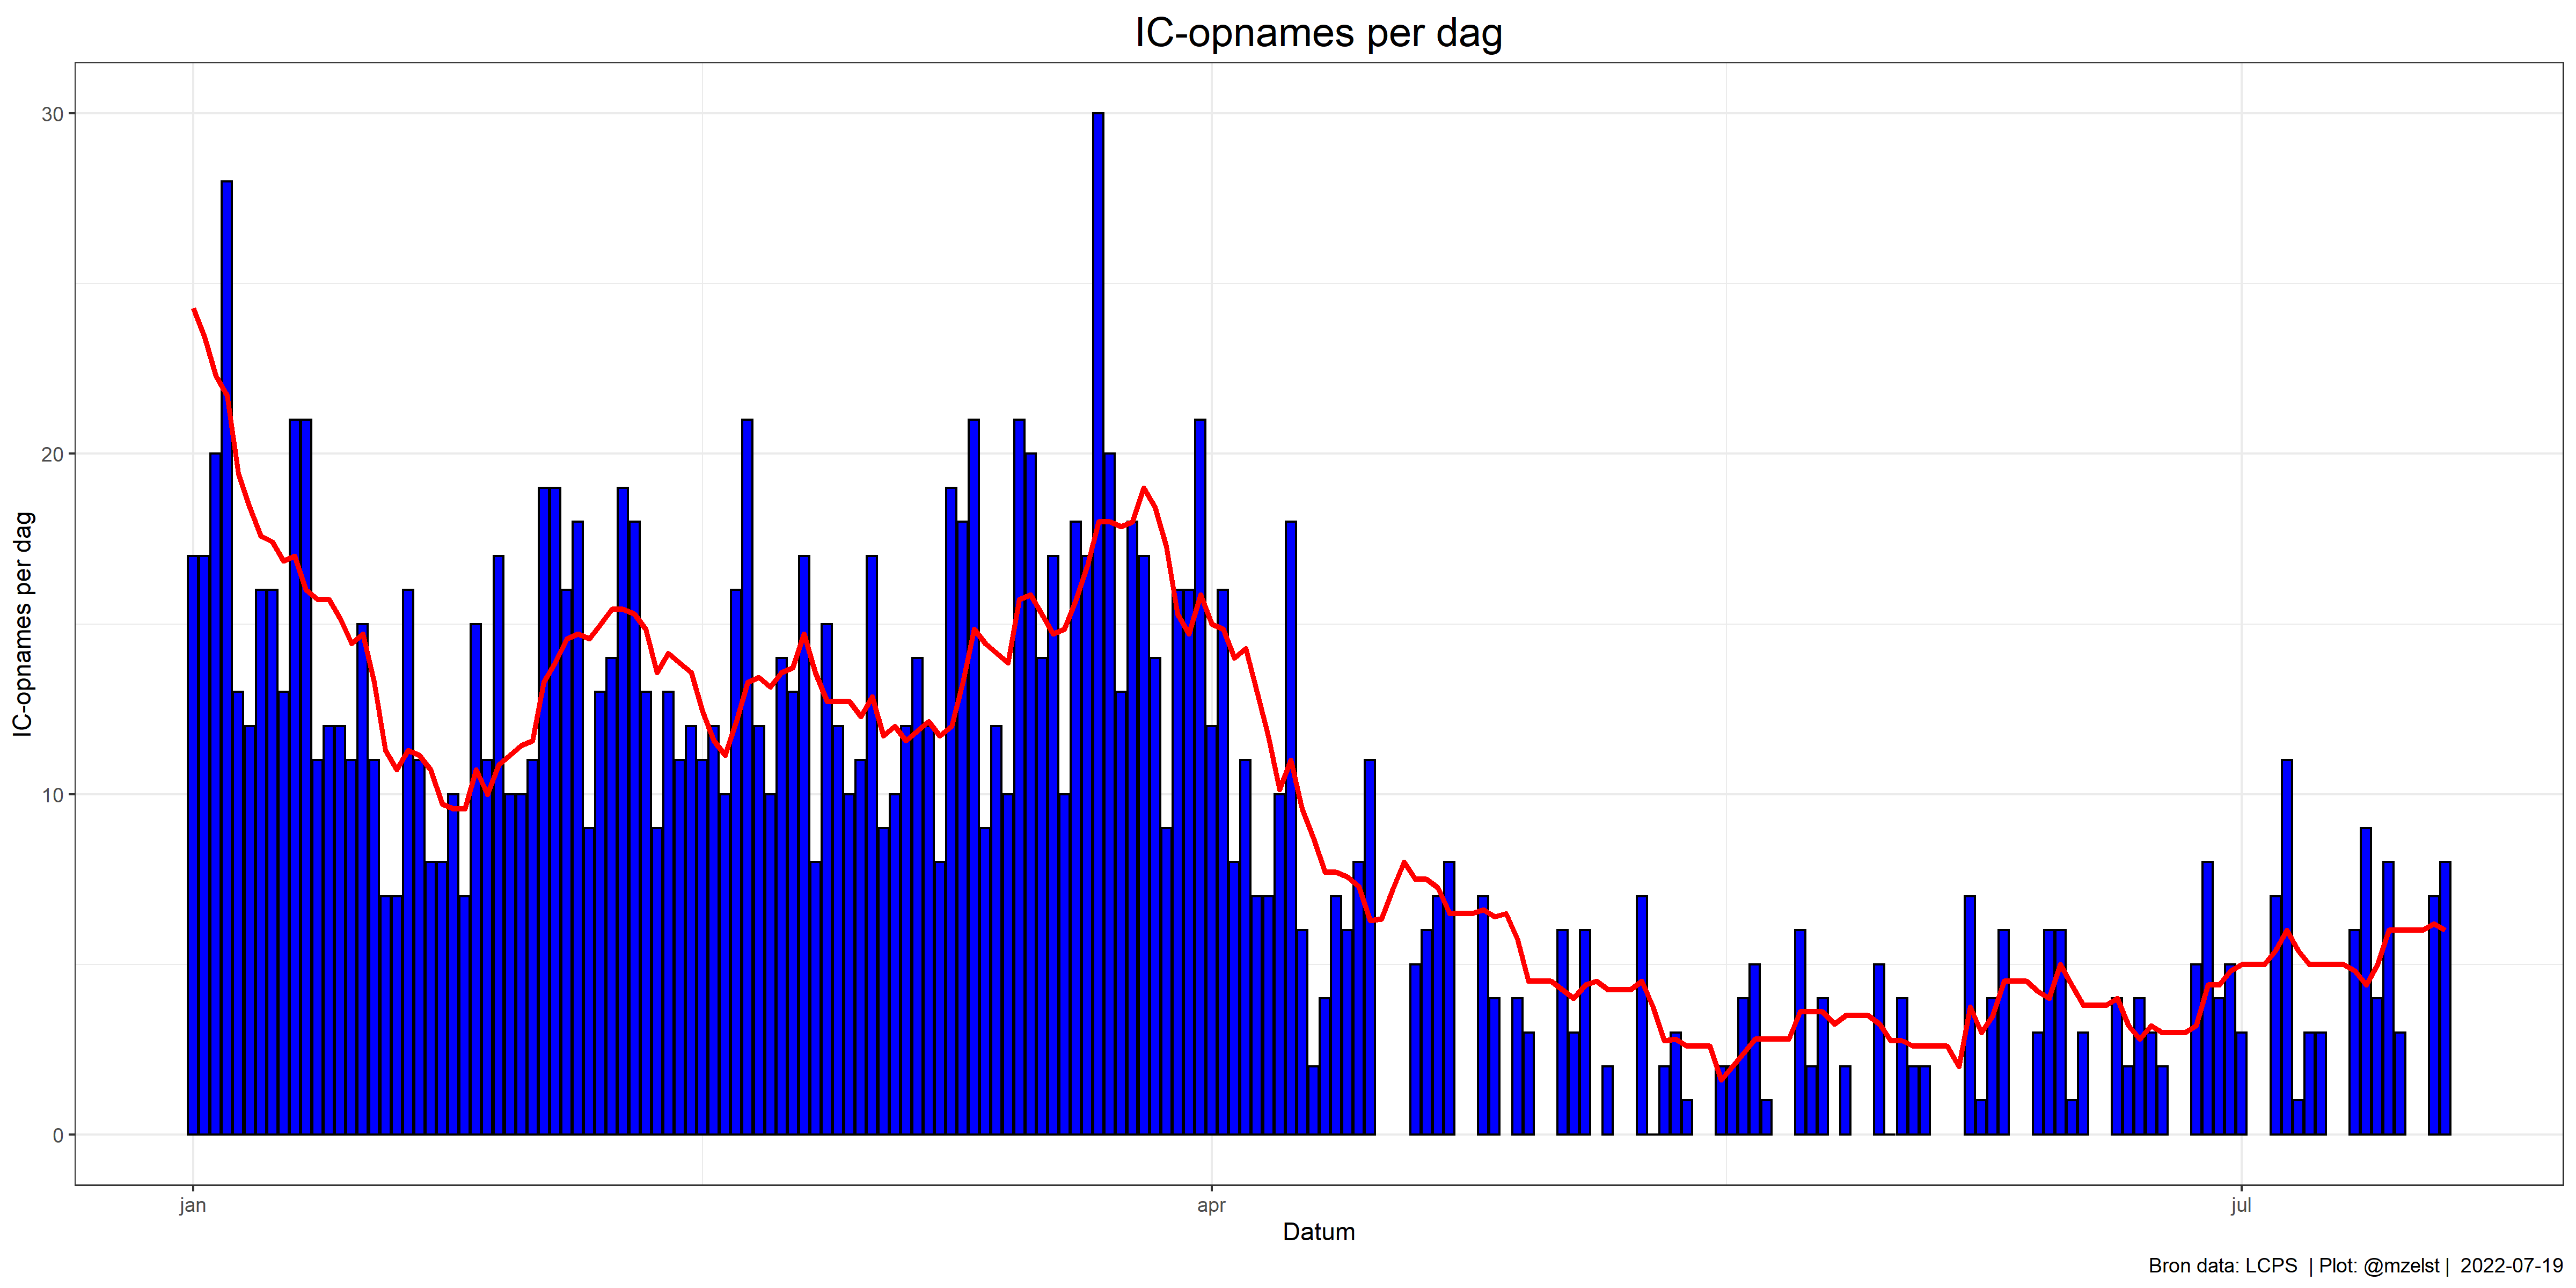 IC-opnames per dag
IC-opnames per dag
30
20
10
0
jan
apr
jul
Datum
Bron data: LCPS | Plot: @mzelst | 2022-07-19